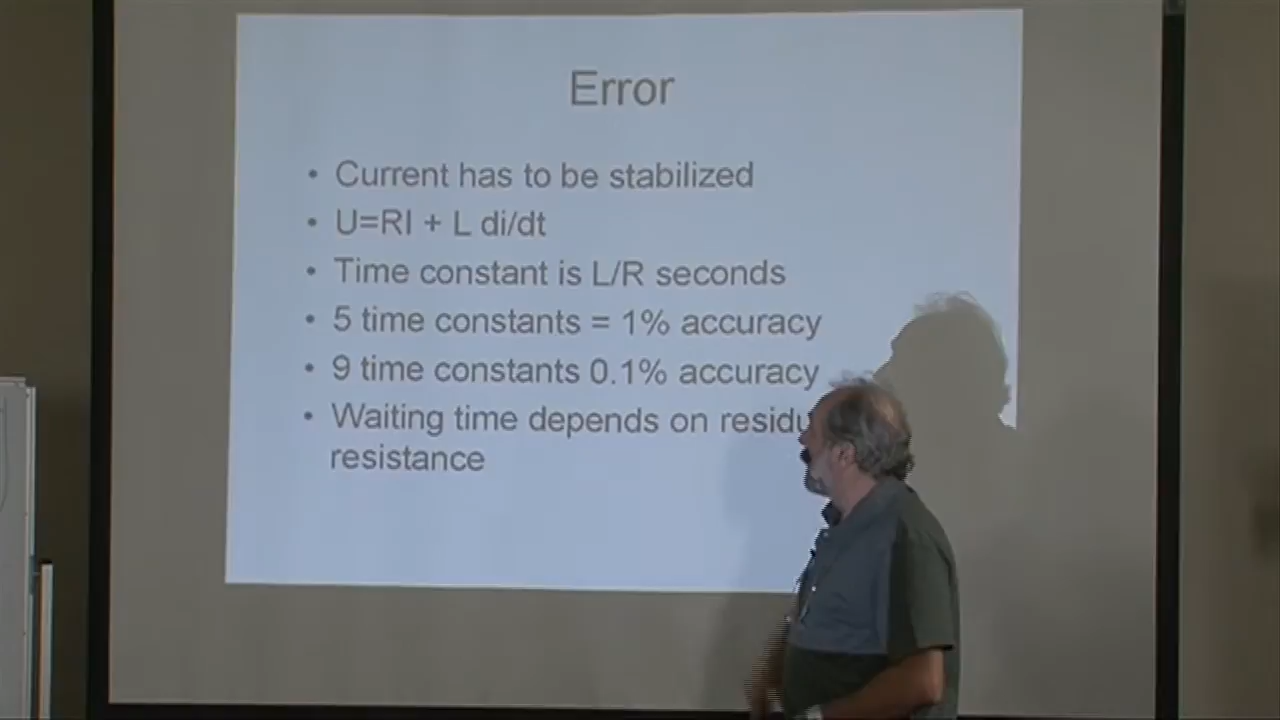 Error
• Current has to be stabilized
• U=RI + L di/dt
• Time constant is L/R seconds
• 5 time constants = 1% accuracy
• 9 time constants 0.1% accuracy
• Waiting time depends on
resistance